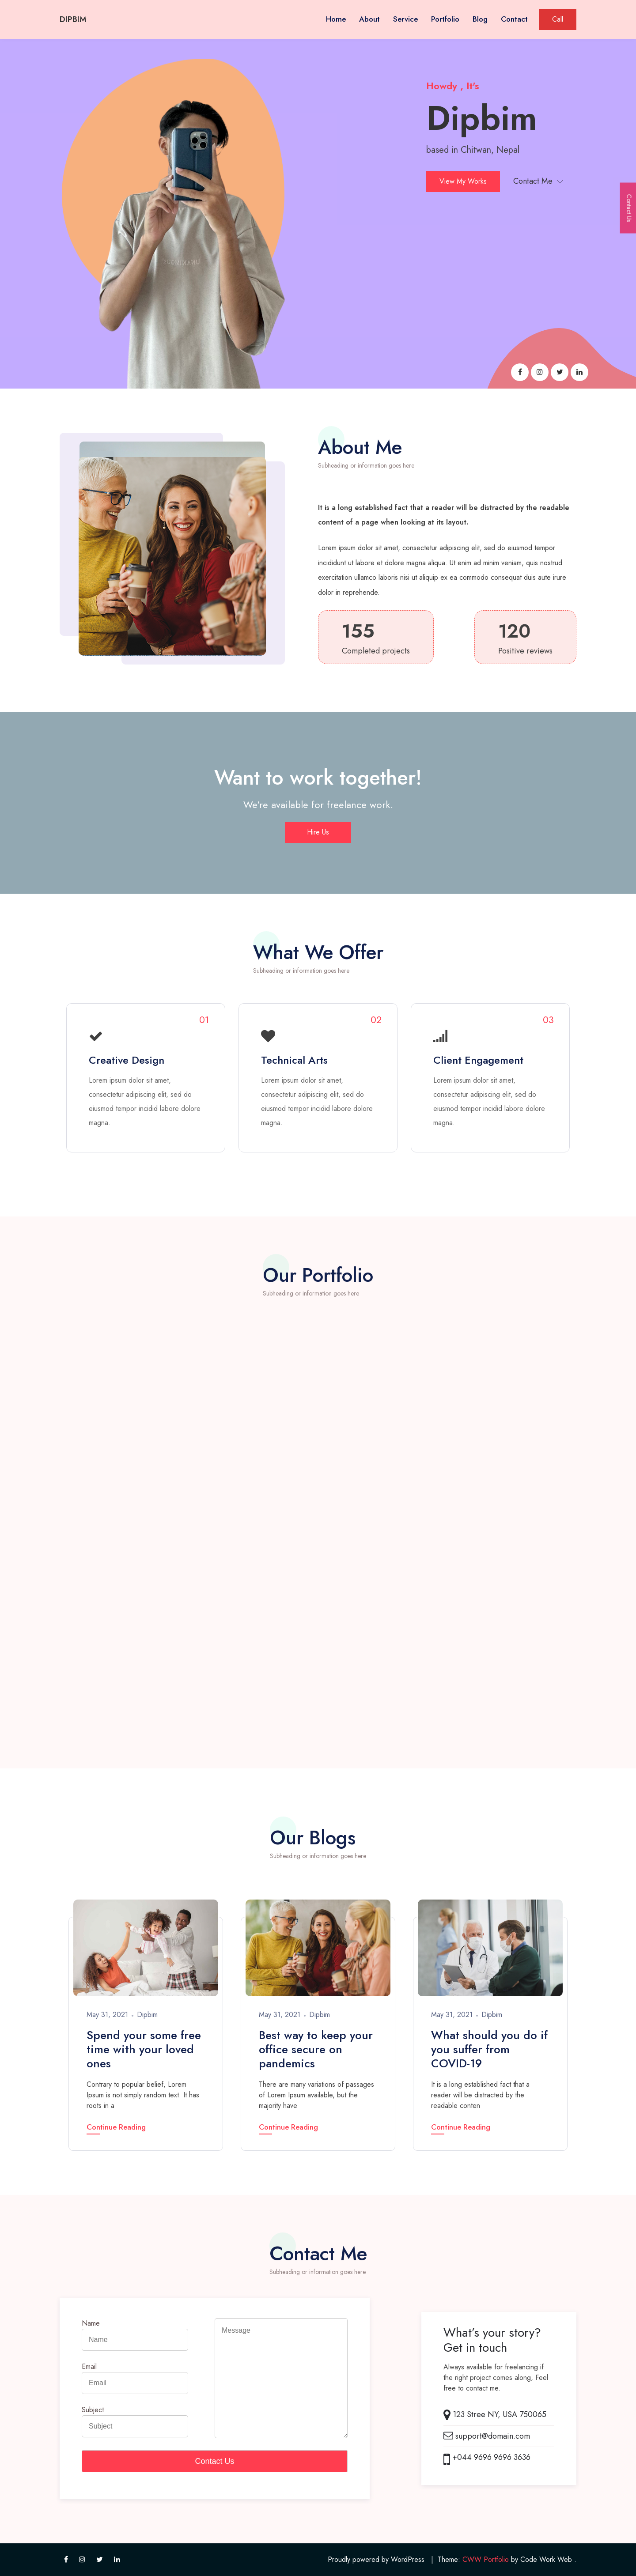 DIPBIM
Home About Service Portfolio Blog Contact Call
Howdy , It's
Dipbim
based in Chitwan, Nepal
View My Works Contact Me
Contact Us
About Me
Subheading or information goes here
It is a long established fact that a reader will be distracted by the readable
content of a page when looking at its layout.
Lorem ipsum dolor sit amet, consectetur adipiscing elit, sed do eiusmod tempor
incididunt ut labore et dolore magna aliqua. Ut enim ad minim veniam, quis nostrud
exercitation ullamco laboris nisi ut aliquip ex ea commodo consequat duis aute irure
dolor in reprehende.
155
Completed projects
120
Positive reviews
Want to work together!
We're available for freelance work.
Hire Us
What We Offer
Subheading or information goes here
01
Creative Design
Lorem ipsum dolor sit amet,
consectetur adipiscing elit, sed do
eiusmod tempor incidid labore dolore
magna.
02
Technical Arts
Lorem ipsum dolor sit amet,
consectetur adipiscing elit, sed do
eiusmod tempor incidid labore dolore
magna.
03
Client Engagement
Lorem ipsum dolor sit amet,
consectetur adipiscing elit, sed do
eiusmod tempor incidid labore dolore
magna.
Our Portfolio
Subheading or information goes here
Our Blogs
Subheading or information goes here
May 31, 2021 - Dipbim
Spend your some free
time with your loved
ones
Contrary to popular belief, Lorem
Ipsum is not simply random text. It has
roots in a
Continue Reading
May 31, 2021 - Dipbim
Best way to keep your
office secure on
pandemics
There are many variations of passages
of Lorem Ipsum available, but the
majority have
Continue Reading
May 31, 2021 - Dipbim
What should you do if
you suffer from
COVID-19
It is a long established fact that a
reader will be distracted by the
readable conten
Continue Reading
Contact Me
Subheading or information goes here
Name
Name
Email
Email
Subject
Subject
Message
Contact Us
What's your story?
Get in touch
Always available for freelancing if
the right project comes along, Feel
free to contact me.
123 Stree NY, USA 750065
support@domain.com
+044 9696 9696 3636
Proudly powered by WordPress | Theme: CWW Portfolio by Code Work Web .